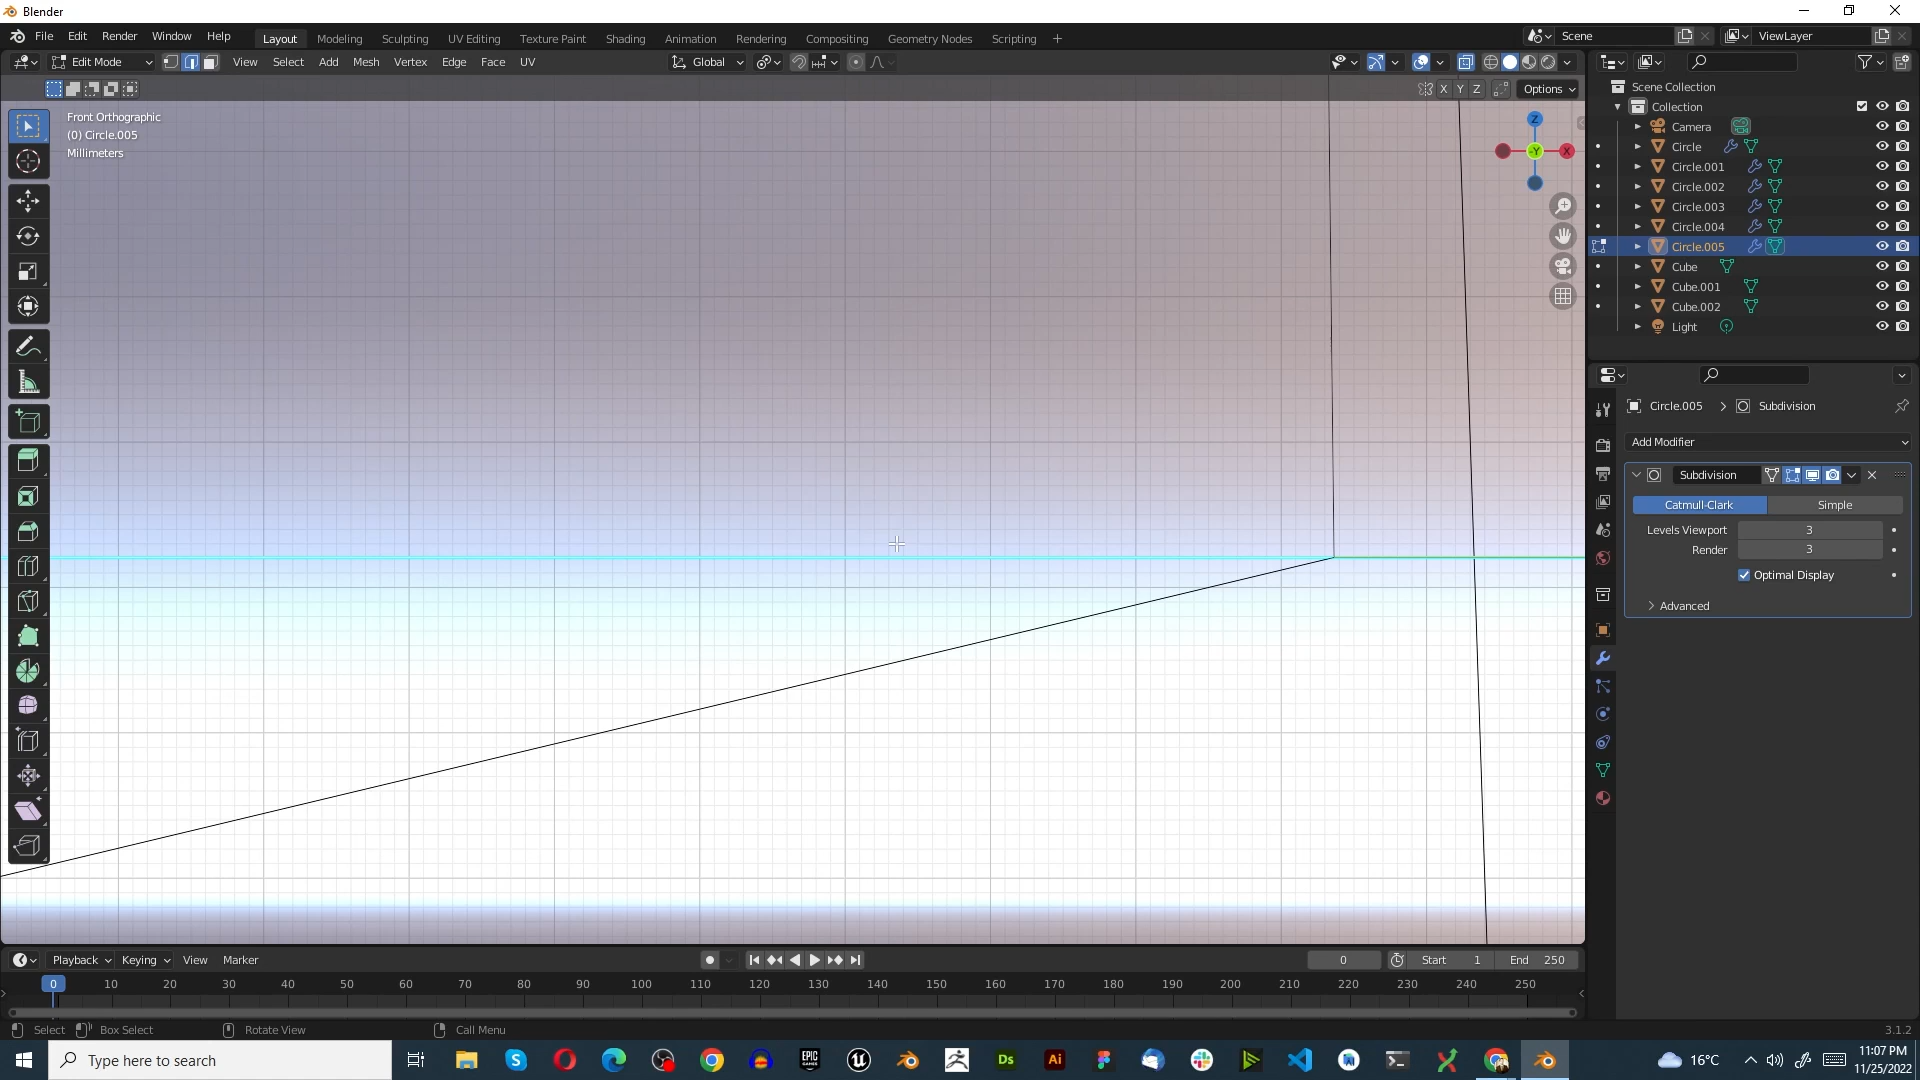 Blender
File Edit Render Window Help Layout Modeling Sculpting UV Editing Texture Paint Shading Animation Rendering Compositing Geometry Nodes Scripting + Scene ViewLayer
Edit Mode View Select Add Mesh Vertex Edge Face UV Global
X Y Z Options
Front Orthographic
(0) Circle.005
Millimeters
Z
-Y X
Scene Collection
Collection
Camera
Circle
Circle.001
Circle.002
Circle.003
Circle.004
Circle.005
Cube
Cube.001
Cube.002
Light
Circle.005 > Subdivision
Add Modifier
Subdivision
Catmull-Clark Simple
Levels Viewport 3
Render 3
Optimal Display
Advanced
Playback Keying View Marker 0 Start 1 End 250
0 10 20 30 40 50 60 70 80 90 100 110 120 130 140 150 160 170 180 190 200 210 220 230 240 250
Select Box Select Rotate View Call Menu 3.1.2
Type here to search
EPIC GAMES
Ds
Ai
16°C
11:07 PM
11/25/2022